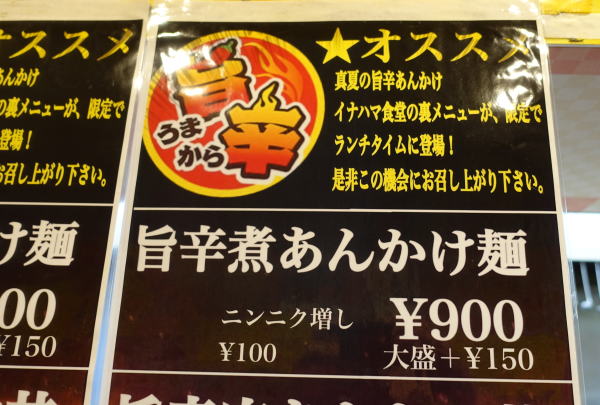 オススメ
あんかけ
の裏メニューが、限定で
登場！
お召し上がり下さい。
け麺
00
¥150
旨辛
うまから
★オススメ
真夏の旨辛あんかけ
イナハマ食堂の裏メニューが、限定で
ランチタイムに登場！
是非この機会にお召し上がり下さい。
旨辛煮あんかけ麺
ニンニク増し
¥100
¥900
大盛＋¥150